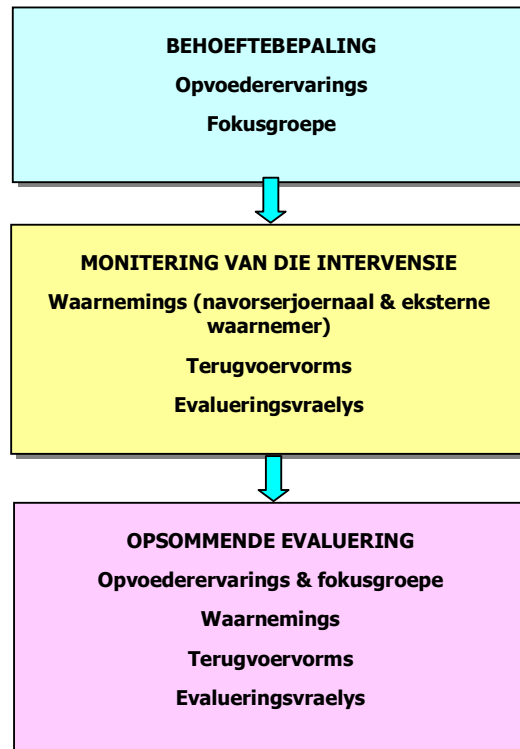 BEHOEFTEBEPALING
Opvoederervarings
Fokusgroepe
MONITERING VAN DIE INTERVENSIE
Waarnemings (navorserjoernaal & eksterne
waarnemer)
Terugvoervorms
Evalueringsvraelys
OPSOMMENDE EVALUERING
Opvoederervarings & fokusgroepe
Waarnemings
Terugvoervorms
Evalueringsvraelys